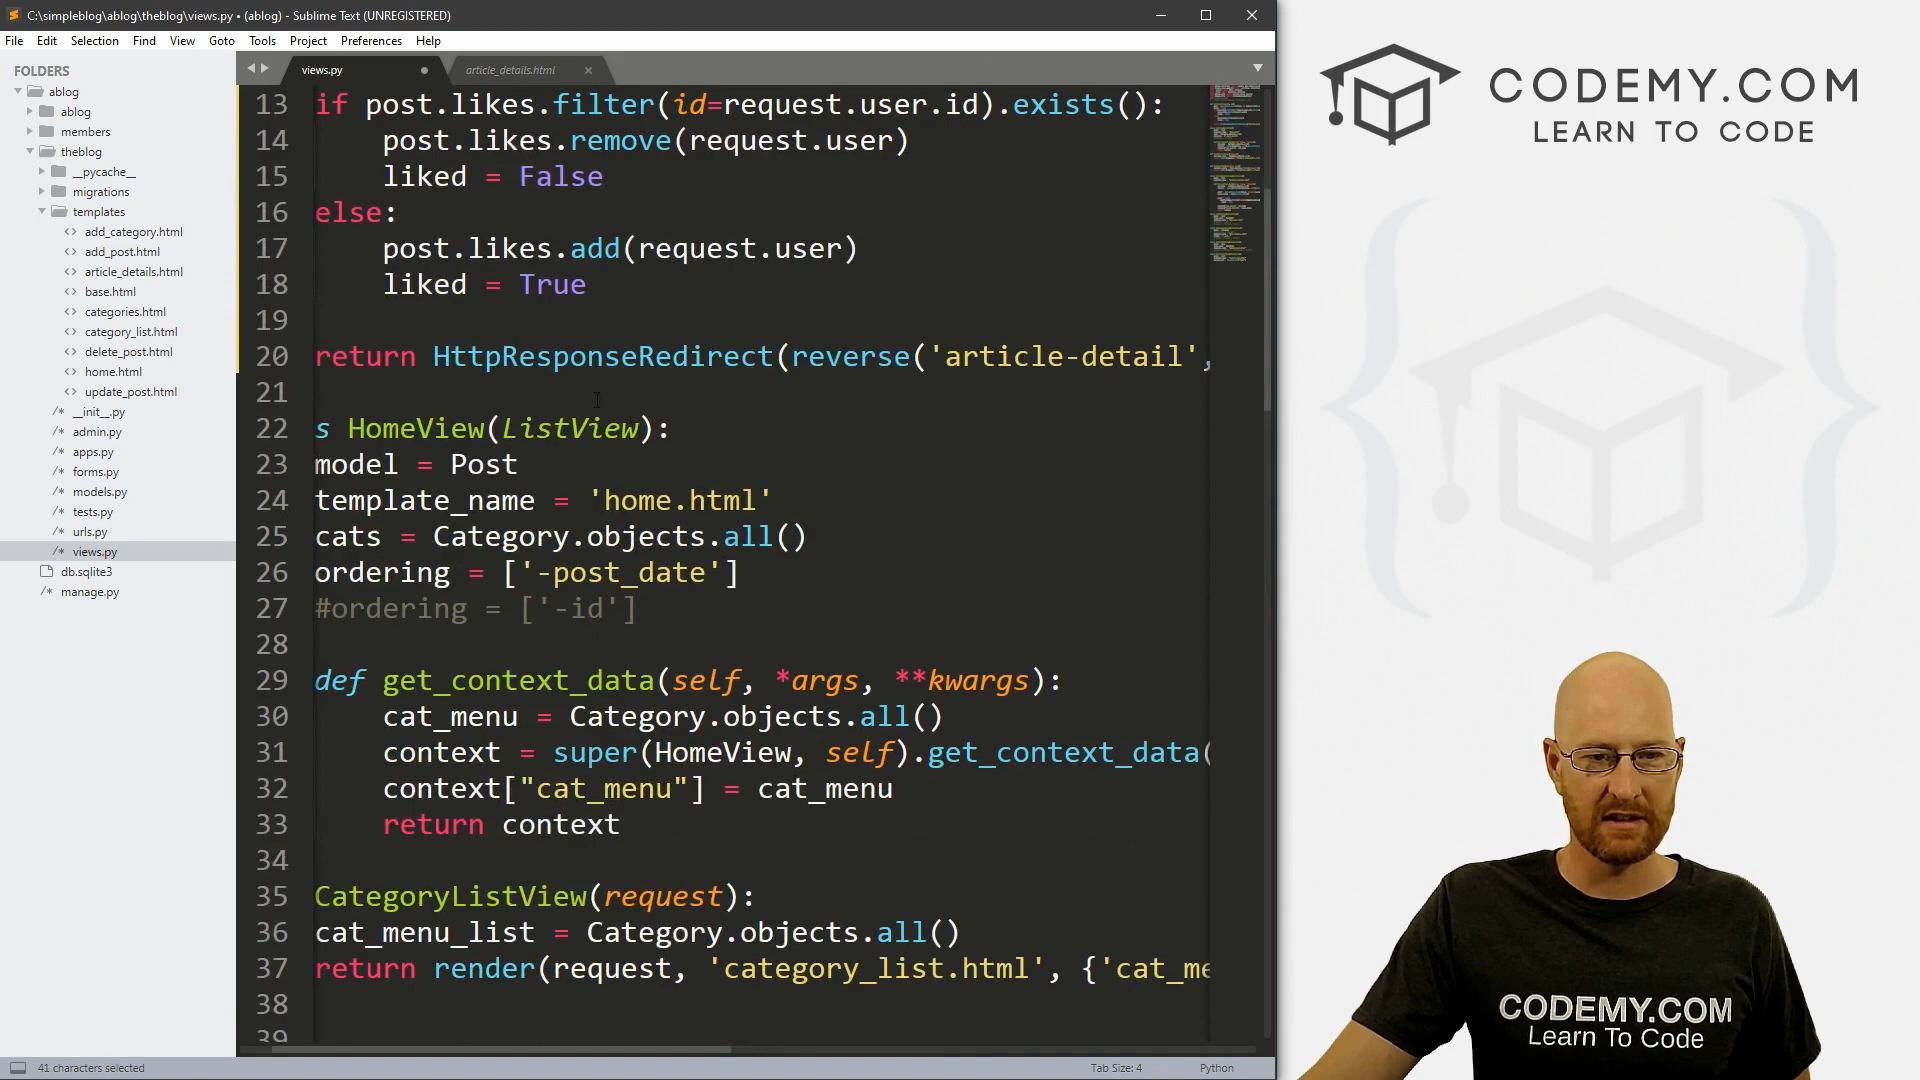 C:\simpleblog\ablog\theblog\views.py • (ablog) - Sublime Text (UNREGISTERED)
File Edit Selection Find View Goto Tools Project Preferences Help
FOLDERS
ablog
ablog
members
theblog
__pycache__
migrations
templates
add_category.html
add_post.html
article_details.html
base.html
categories.html
category_list.html
delete_post.html
home.html
update_post.html
__init__.py
admin.py
apps.py
forms.py
models.py
tests.py
urls.py
views.py
db.sqlite3
manage.py
views.py article_details.html
13 if post.likes.filter(id=request.user.id).exists():
14 post.likes.remove(request.user)
15 liked = False
16 else:
17 post.likes.add(request.user)
18 liked = True
19
20 return HttpResponseRedirect(reverse('article-detail',
21
22 s HomeView(ListView):
23 model = Post
24 template_name = 'home.html'
25 cats = Category.objects.all()
26 ordering = ['-post_date']
27 #ordering = ['-id']
28
29 def get_context_data(self, *args, **kwargs):
30 cat_menu = Category.objects.all()
31 context = super(HomeView, self).get_context_data(
32 context["cat_menu"] = cat_menu
33 return context
34
35 CategoryListView(request):
36 cat_menu_list = Category.objects.all()
37 return render(request, 'category_list.html', {'cat_me
38
39
41 characters selected Tab Size: 4 Python
CODEMY.COM
LEARN TO CODE
CODEMY.COM
Learn To Code